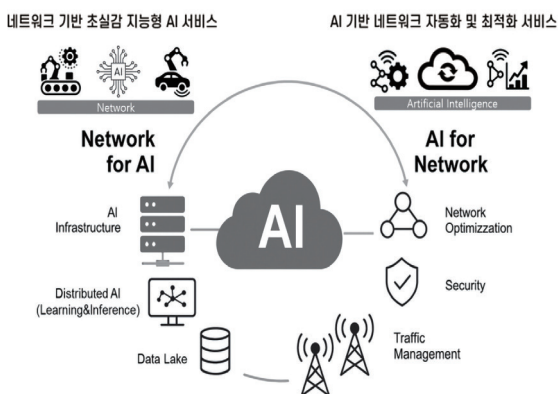 네트워크 기반 초실감 지능형 AI 서비스
AI 기반 네트워크 자동화 및 최적화 서비스
AI
Network
Artificial Intelligence
Network
for AI
AI for
Network
AI
Infrastructure
AI
Network
Optimizzation
Distributed AI
(Learning&Inference)
Security
Data Lake
Traffic
Management